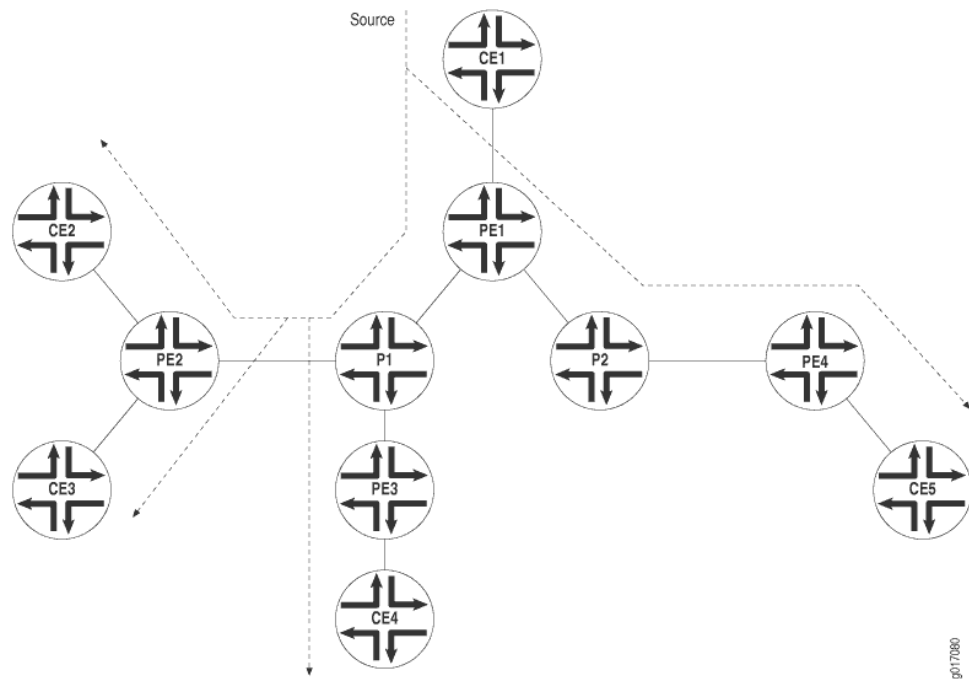 Source
CE1
CE2
PE1
PE2
P1
P2
PE4
CE3
PE3
CE5
CE4
g017080